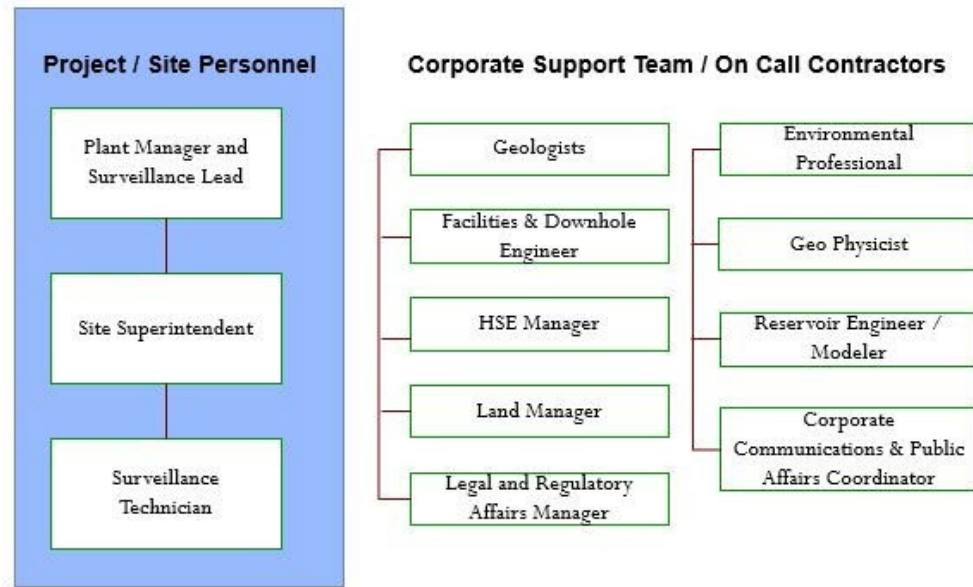 Project / Site Personnel
Plant Manager and
Surveillance Lead
Site Superintendent
Surveillance
Technician
Corporate Support Team / On Call Contractors
Geologists
Facilities & Downhole
Engineer
HSE Manager
Land Manager
Legal and Regulatory
Affairs Manager
Environmental
Professional
Geo Physicist
Reservoir Engineer /
Modeler
Corporate
Communications & Public
Affairs Coordinator